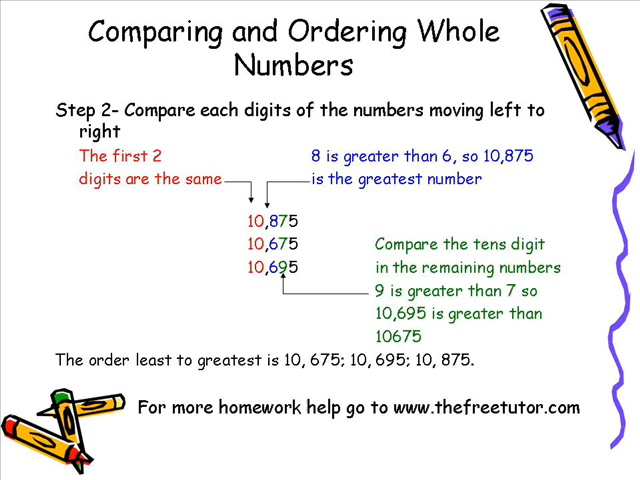 Comparing and Ordering Whole
Numbers
Step 2- Compare each digits of the numbers moving left to
right
The first 2
digits are the same
8 is greater than 6, so 10,875
is the greatest number
10,875
10,675
10,695
Compare the tens digit
in the remaining numbers
9 is greater than 7 so
10,695 is greater than
10675
The order least to greatest is 10, 675; 10, 695; 10, 875.
For more homework help go to www.thefreetutor.com